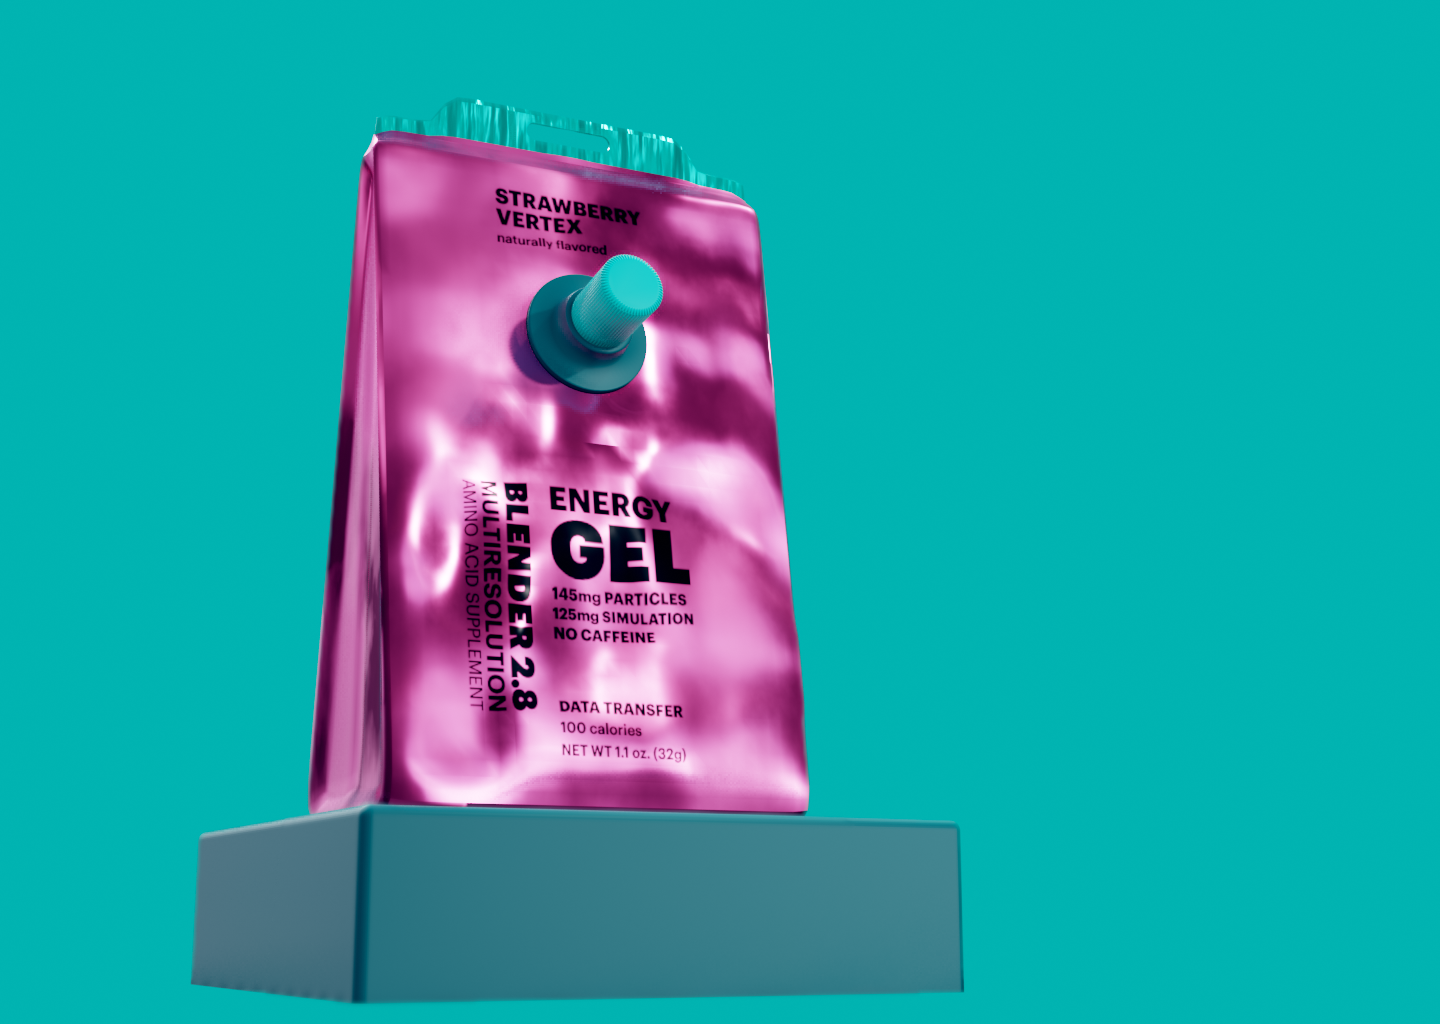 STRAWBERRY
VERTEX
naturally flavored
ENERGY
GEL
145mg PARTICLES
125mg SIMULATION
NO CAFFEINE
BLENDER 2.8
MULTIRESOLUTION
AMINO ACID SUPPLEMENT
DATA TRANSFER
100 calories
NET WT 1.1 oz. (32g)